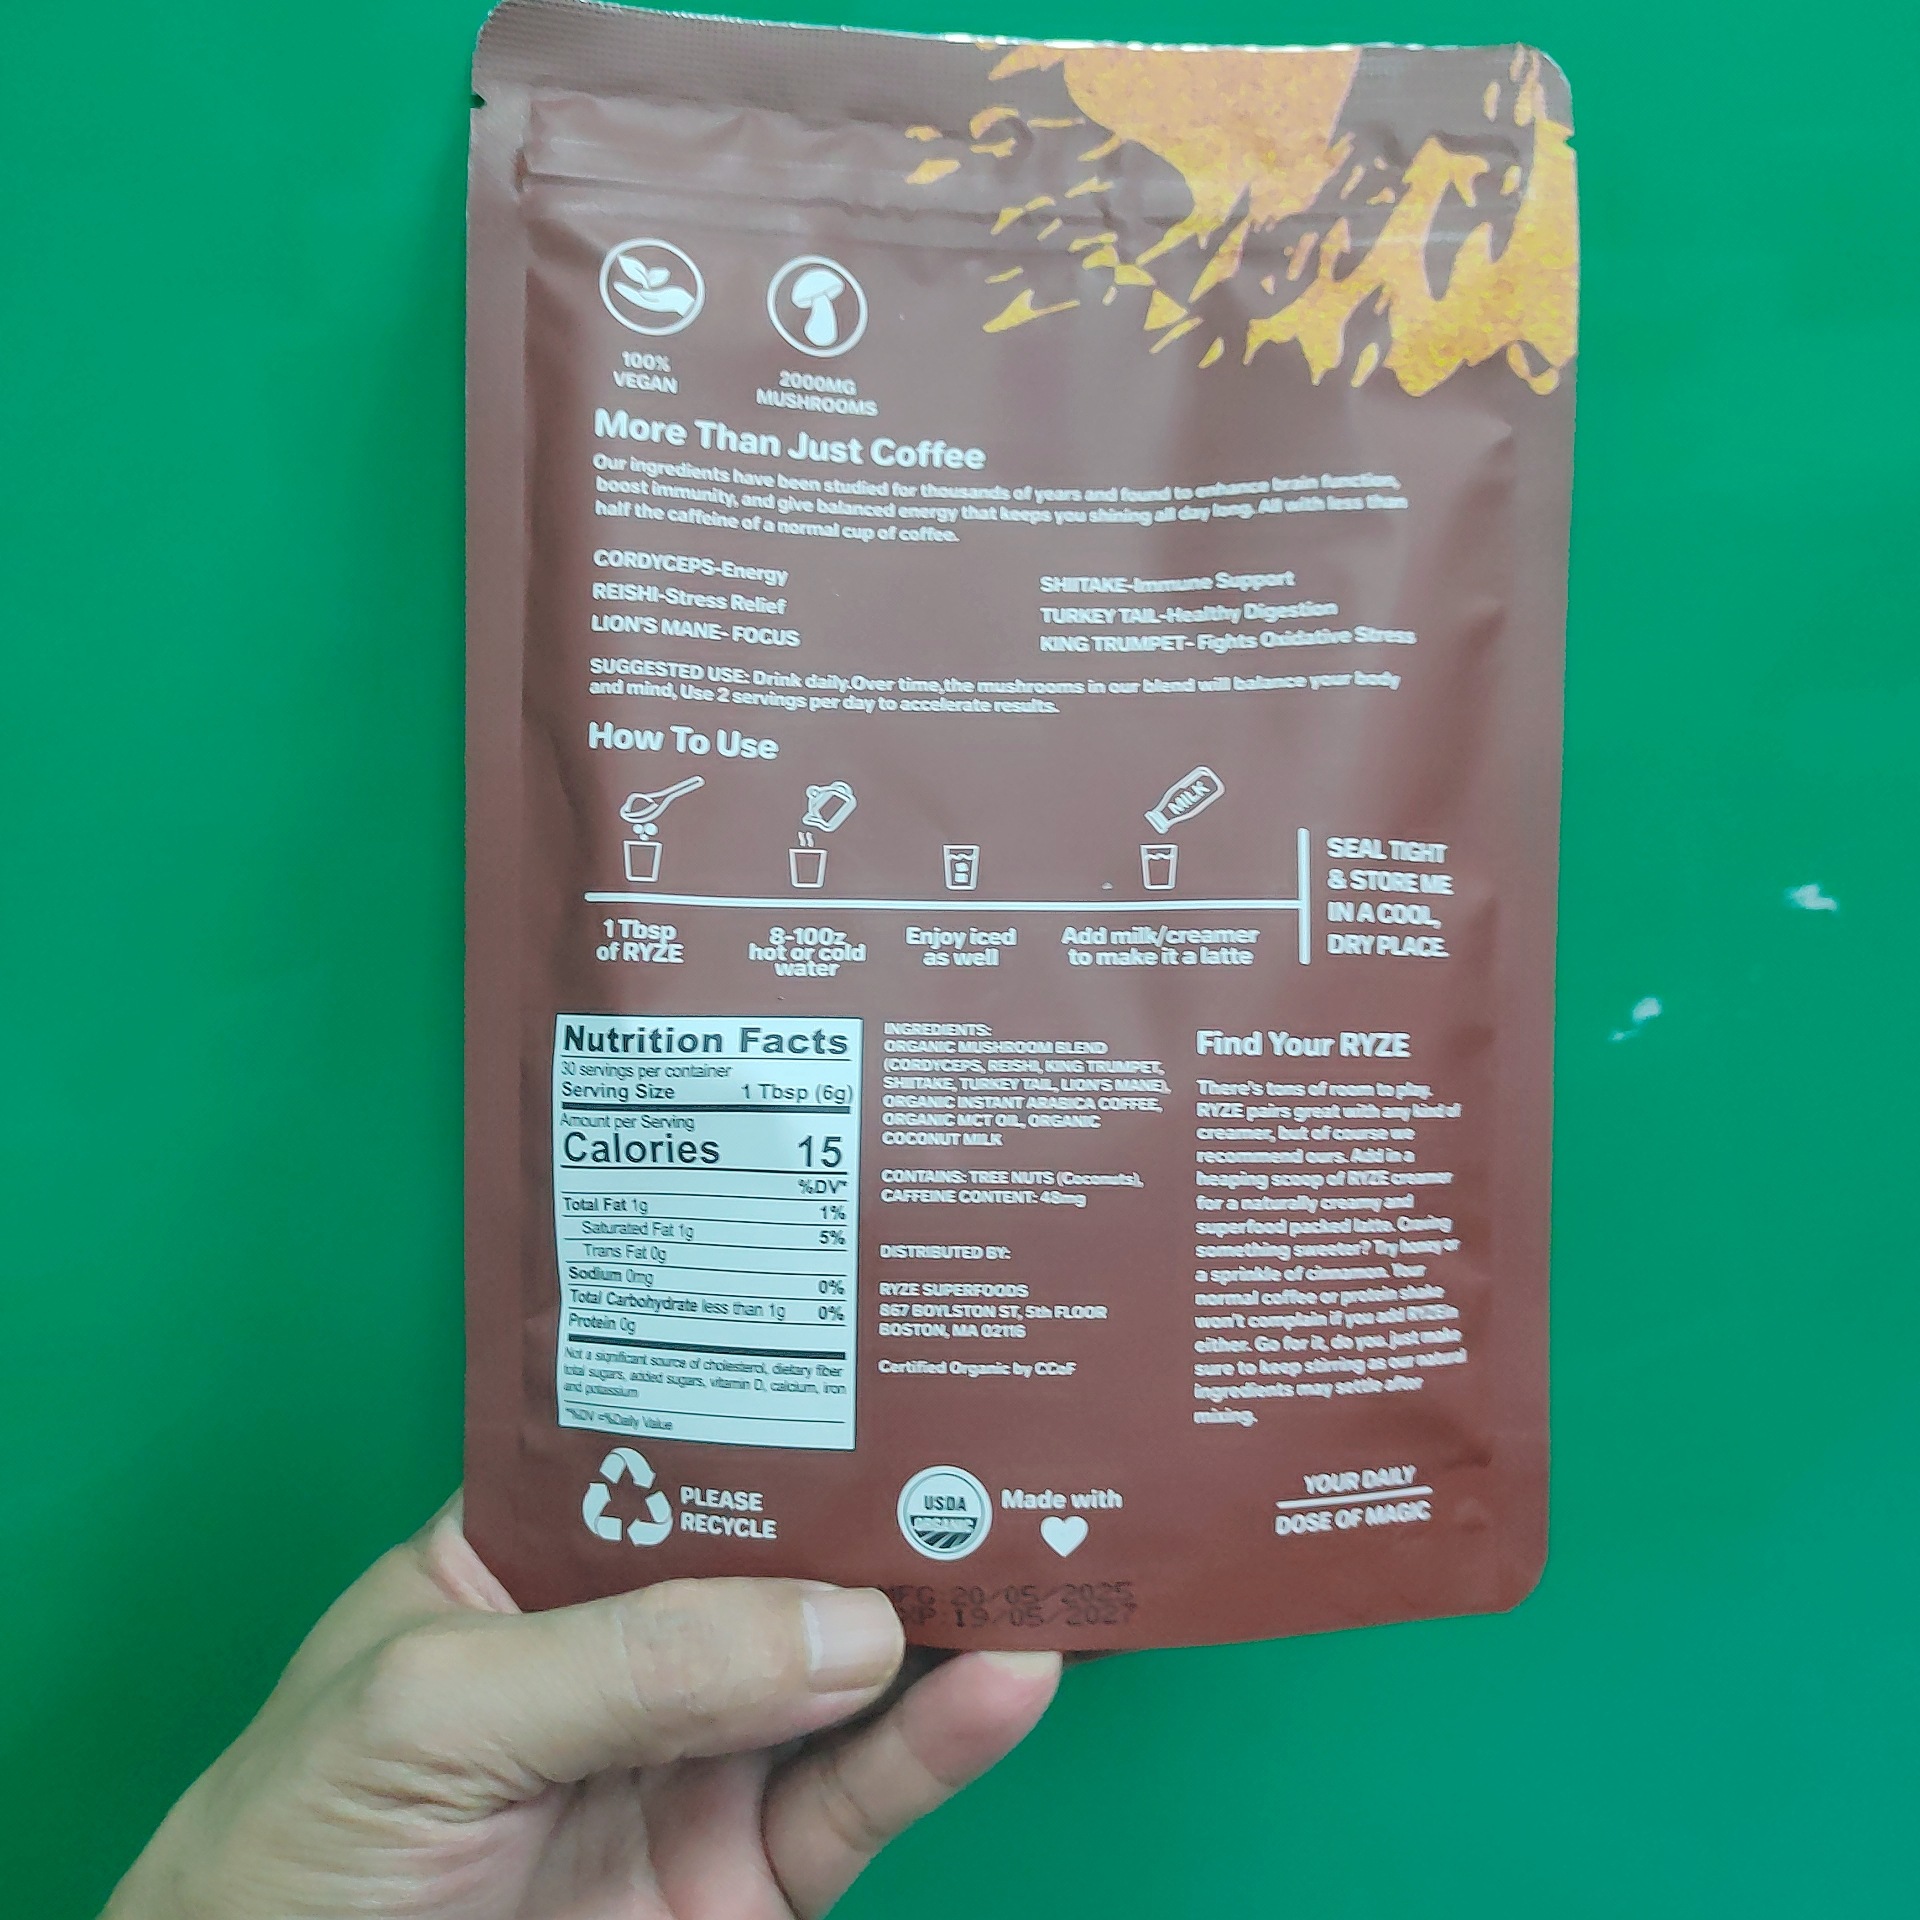 100%
VEGAN
2000MG
MUSHROOMS
More Than Just Coffee
Our ingredients have been studied for thousands of years and found to enhance brain function,
boost immunity, and give balanced energy that keeps you shining all day long. All with less than
half the caffeine of a normal cup of coffee.
CORDYCEPS-Energy
REISHI-Stress Relief
LION'S MANE- FOCUS
SHIITAKE-Immune Support
TURKEY TAIL-Healthy Digestion
KING TRUMPET- Fights Oxidative Stress
SUGGESTED USE: Drink daily.Over time,the mushrooms in our blend will balance your body
and mind, Use 2 servings per day to accelerate results.
How To Use
MILK
1 Tbsp
of RYZE
8-10Oz
hot or cold
water
Enjoy iced
as well
Add milk/creamer
to make it a latte
SEAL TIGHT
& STORE ME
IN A COOL,
DRY PLACE.
Nutrition Facts
30 servings per container
Serving Size 1 Tbsp (6g)
Amount per Serving
Calories 15
%DV*
Total Fat 1g 1%
Saturated Fat 1g 5%
Trans Fat 0g
Sodium 0mg 0%
Total Carbohydrate less than 1g 0%
Protein 0g
Not a significant source of cholesterol, dietary fiber
total sugars, added sugars, vitamin D, calcium, iron
and potassium
*%DV =%Daily Value
INGREDIENTS:
ORGANIC MUSHROOM BLEND
(CORDYCEPS, REISHI, KING TRUMPET,
SHIITAKE, TURKEY TAIL, LION'S MANE),
ORGANIC INSTANT ARABICA COFFEE,
ORGANIC MCT OIL, ORGANIC
COCONUT MILK
CONTAINS: TREE NUTS (Coconuts),
CAFFEINE CONTENT: 48mg
DISTRIBUTED BY:
RYZE SUPERFOODS
867 BOYLSTON ST, 5th FLOOR
BOSTON, MA 02116
Certified Organic by CCoF
Find Your RYZE
There's tons of room to play.
RYZE pairs great with any kind of
creamer, but of course we
recommend ours. Add in a
heaping scoop of RYZE creamer
for a naturally creamy and
superfood packed latte. Craving
something sweeter? Try honey or
a sprinkle of cinnamon. Your
normal coffee or protein shake
won't complain if you add RYZE in
either. Go for it, do you, just make
sure to keep stirring as our natural
ingredients may settle after
mixing.
PLEASE
RECYCLE
USDA
ORGANIC
Made with
YOUR DAILY
DOSE OF MAGIC
20/05/2025
19/05/2027